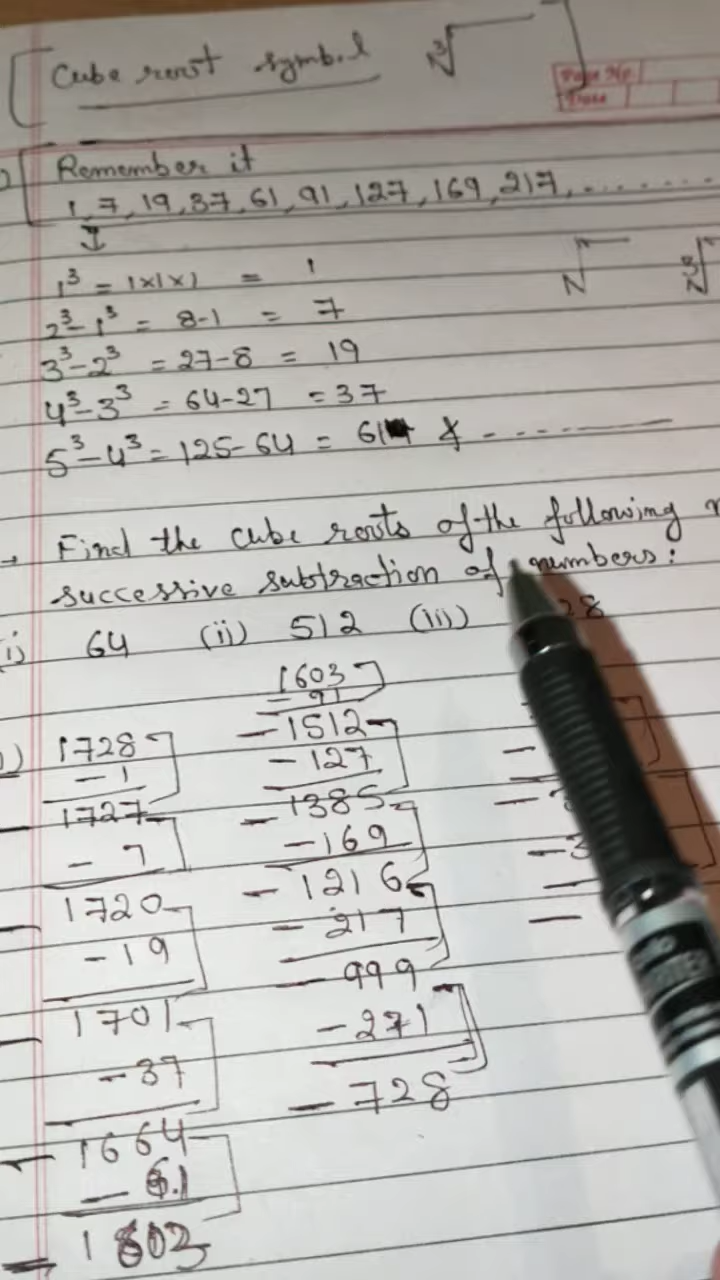 Cube root symbol ∛
Page No
Date
Remember it
1, 7, 19, 37, 61, 91, 127, 169, 217, ........
1³ = 1×1×1 = 1
2³-1³ = 8-1 = 7
3³-2³ = 27-8 = 19
4³-3³ = 64-27 = 37
5³-4³ = 125-64 = 61
→ Find the cube roots of the following
successive subtraction of numbers:
i) 64 (ii) 512 (iii) 28
1728
- 1
1727
- 7
1720
- 19
1701
- 37
1664
- 61
1603
1603
- 91
1512
- 127
1385
- 169
1216
- 217
999
- 271
728